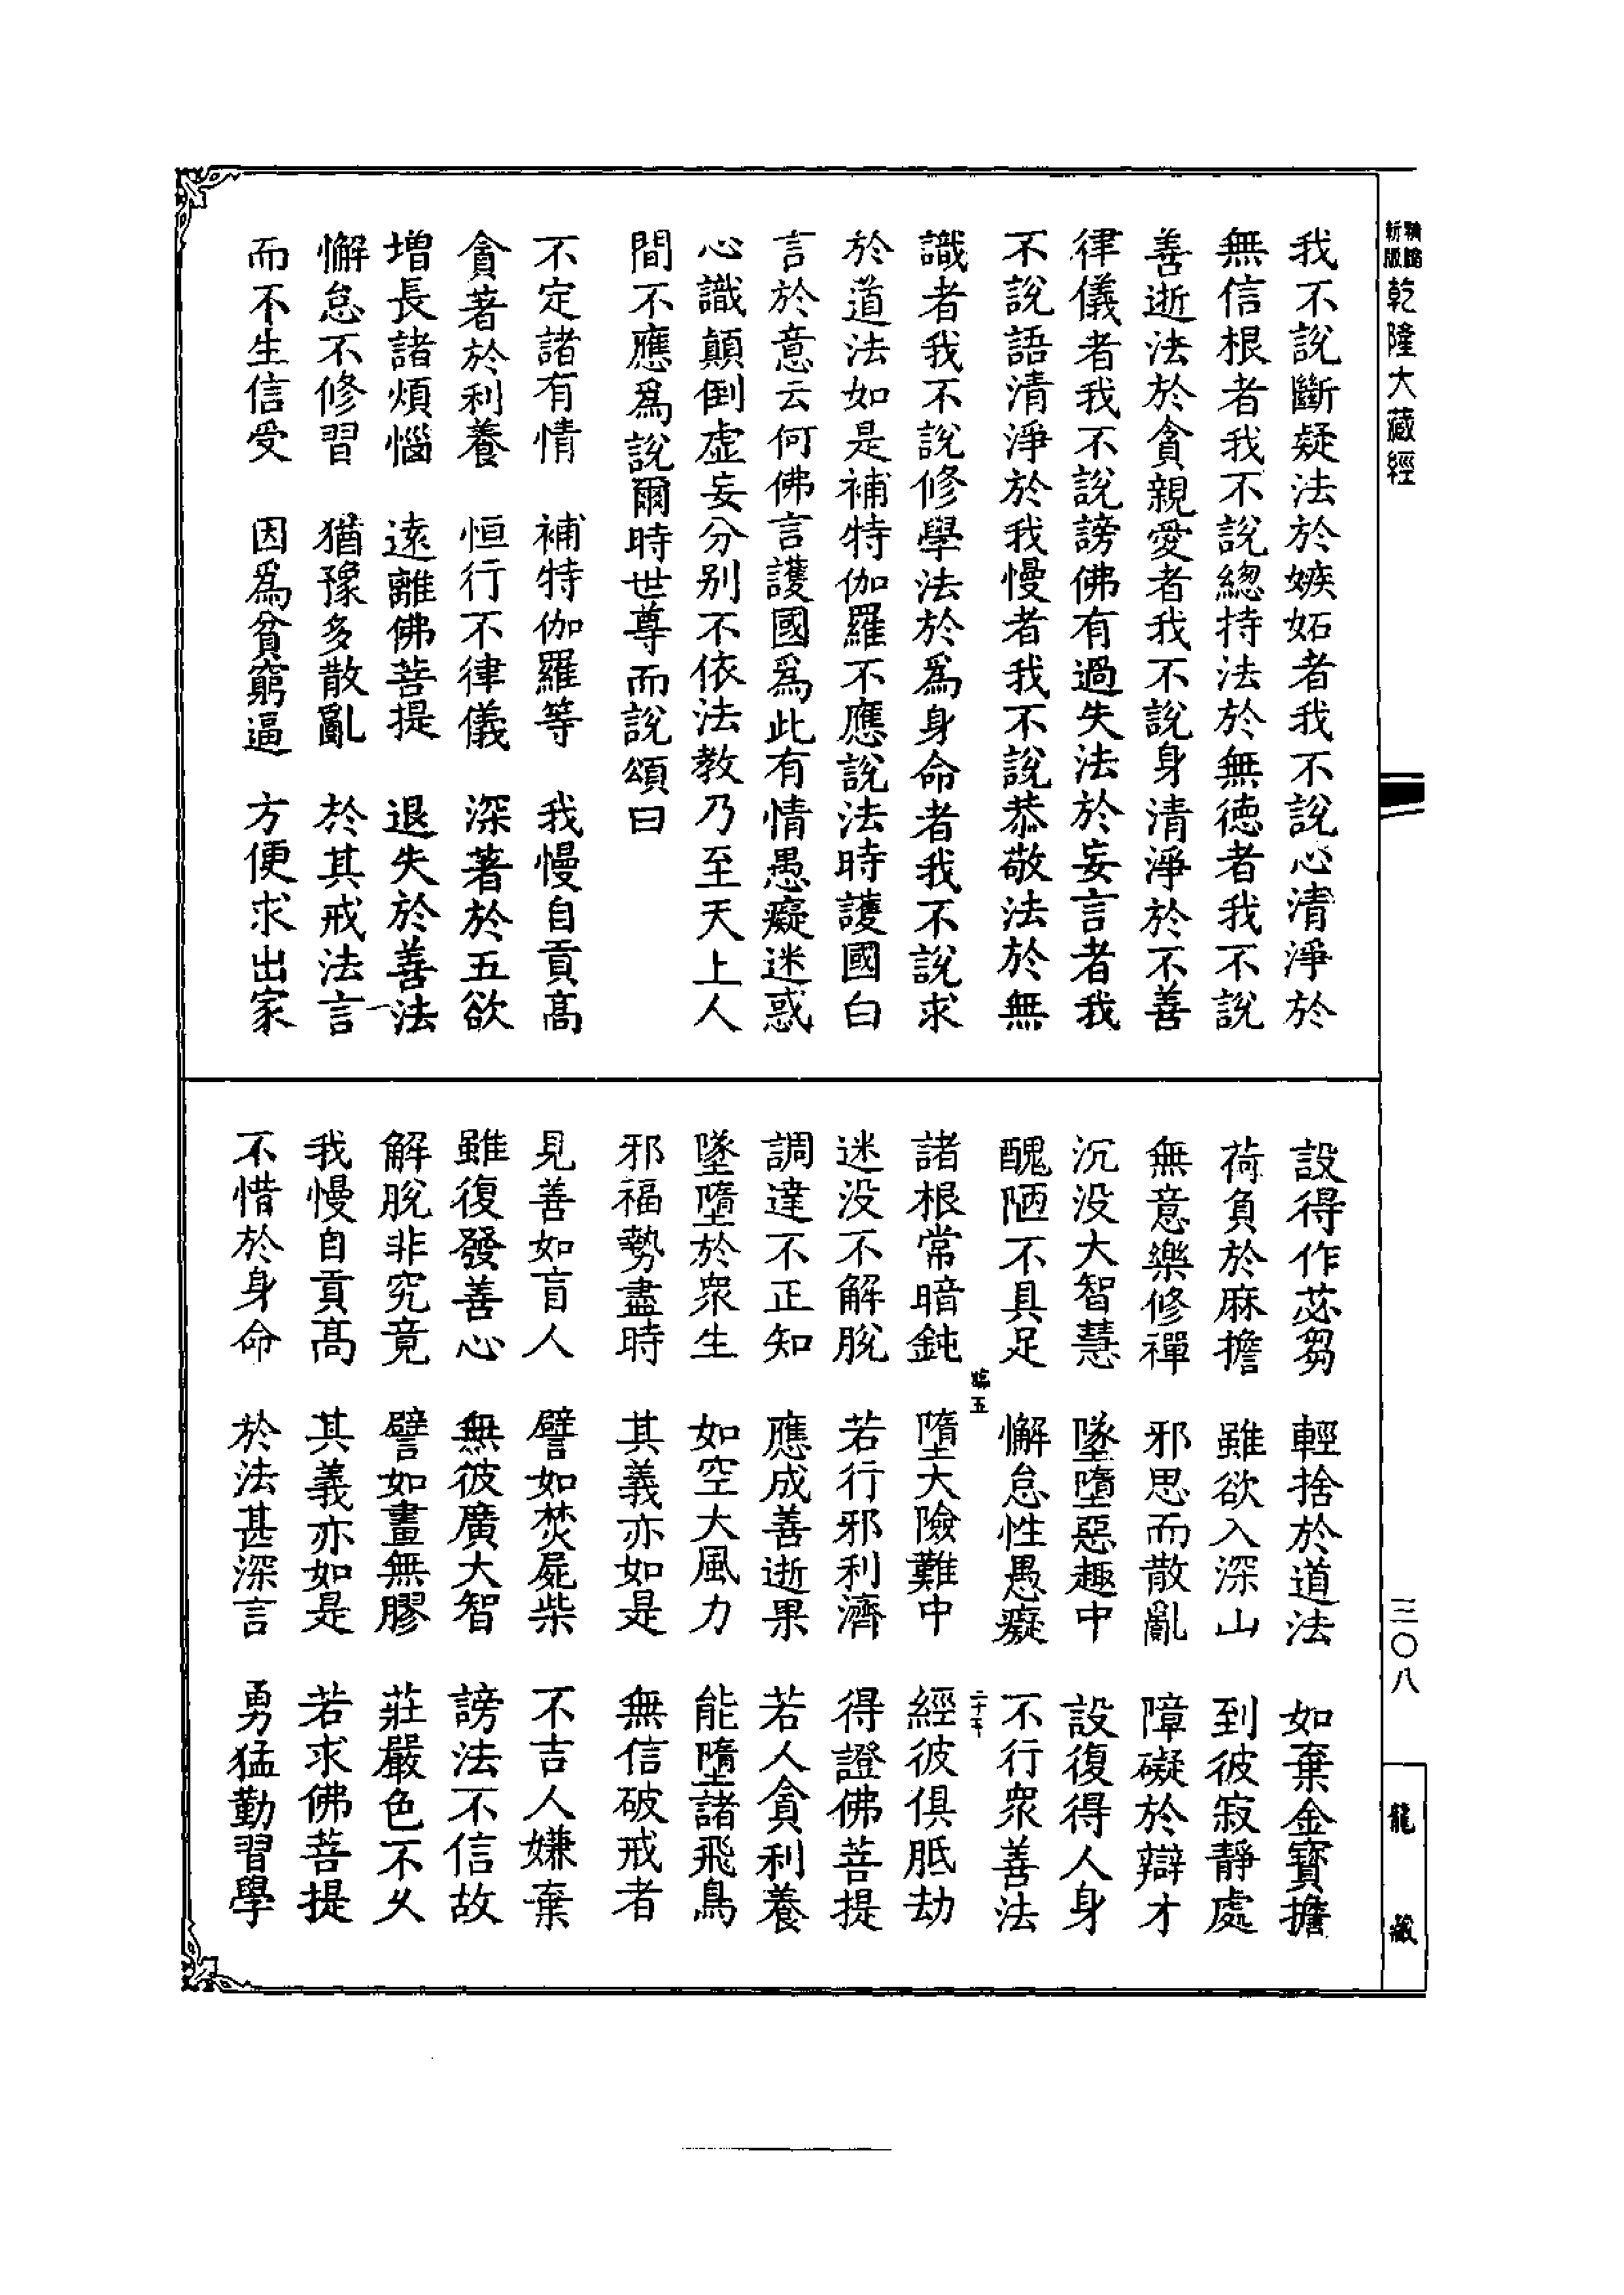 新版
精縮
乾隆大藏經
我不說斷疑法於嫉妬者我不說心清淨於
無信根者我不說總持法於無德者我不說
善逝法於貪親愛者我不說身清淨於不善
律儀者我不說謗佛有過失法於妄言者我
不說語清淨於我慢者我不說恭敬法於無
識者我不說修學法於爲身命者我不說求
於道法如是補特伽羅不應說法時護國白
言於意云何佛言護國爲此有情愚癡迷惑
心識顛倒虛妄分別不依法教乃至天上人
間不應爲說爾時世尊而說頌曰
不定諸有情　補特伽羅等　我慢自貢高
貪著於利養　恒行不律儀　深著於五欲
增長諸煩惱　遠離佛菩提　退失於善法
懈怠不修習　猶豫多散亂　於其戒法言
而不生信受　因爲貧窮逼　方便求出家
設得作苾芻　輕捨於道法　如棄金寶擔
荷負於麻擔　雖欲入深山　到彼寂靜處
無意樂修禪　邪思而散亂　障礙於辯才
沉没大智慧　墜墮惡趣中　設復得人身
醜陋不具足　懈怠性愚癡　不行衆善法
諸根常暗鈍　墮大險難中　經彼俱胝劫
迷没不解脫　若行邪利濟　得證佛菩提
調達不正知　應成善逝果　若人貪利養
墜墮於衆生　如空大風力　能墮諸飛鳥
邪福勢盡時　其義亦如是　無信破戒者
見善如盲人　譬如焚屍柴　不吉人嫌棄
雖復發善心　無彼廣大智　謗法不信故
解脫非究竟　譬如畫無膠　莊嚴色不久
我慢自貢高　其義亦如是　若求佛菩提
不惜於身命　於法甚深言　勇猛勤習學
三〇八
龍藏